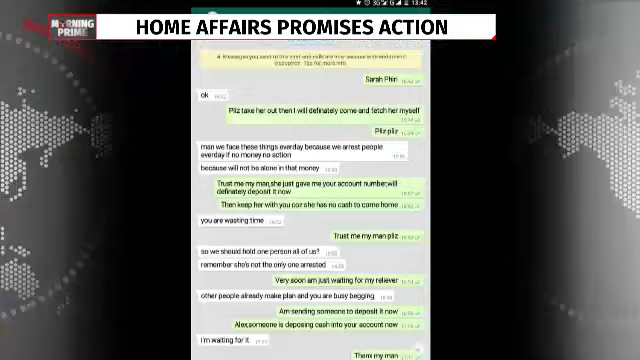 HOME AFFAIRS PROMISES ACTION
MORNING
PRIME
13:42
Sarah Phiri
ok
Pliz take her out then I will definately come and fetch her myself
Pliz pliz
man we face these things everday because we arrest people
everday if no money no action
because will not be alone in that money
Trust me my man,she just gave me your account number,will
definately deposit it now
Then keep her with you coz she has no cash to come home
you are wasting time
Trust me my man pliz
so we should hold one person all of us?
remember she's not the only one arrested
Very soon am just waiting for my reliever
other people already make plan and you are busy begging
Am sending someone to deposit it now
Alex,someone is deposing cash into your account now
i'm waiting for it
Thanx my man